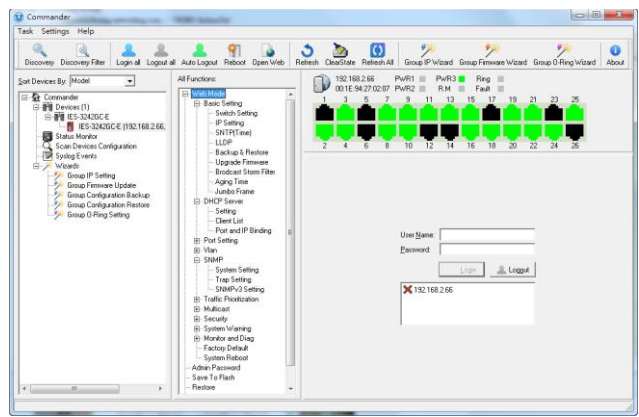 Commander
Task Settings Help
Discovery Discovery Filter Login all Logout all Auto Logout Reboot Open Web Refresh ClearState Refresh All Group IP Wizard Group Firmware Wizard Group O-Ring Wizard About
Sort Devices By: Model
Commander
Devices (1)
IES-3242GC-E
IES-3242GC-E (192.168.2.66,
Status Monitor
Scan Devices Configuration
Syslog Events
Wizards
Group IP Setting
Group Firmware Update
Group Configuration Backup
Group Configuration Restore
Group O-Ring Setting
All Functions:
Web Mode
Basic Setting
Switch Setting
IP Setting
SNTP(Time)
LLDP
Backup & Restore
Upgrade Firmware
Brodcast Storm Filter
Aging Time
Jumbo Frame
DHCP Server
Setting
Client List
Port and IP Binding
Port Setting
Vlan
SNMP
System Setting
Trap Setting
SNMPv3 Setting
Traffic Prioritization
Multicast
Security
System Warning
Monitor and Diag
Factory Default
System Reboot
Admin Password
Save To Flash
Restore
192.168.2.66 PWR1 PWR3 Ring
00:1E:94:27:02:07 PWR2 R.M Fault
1 3 5 7 9 11 13 15 17 19 21 23 25
2 4 6 8 10 12 14 16 18 20 22 24 26
User Name:
Password:
Login Loggut
192.168.2.66